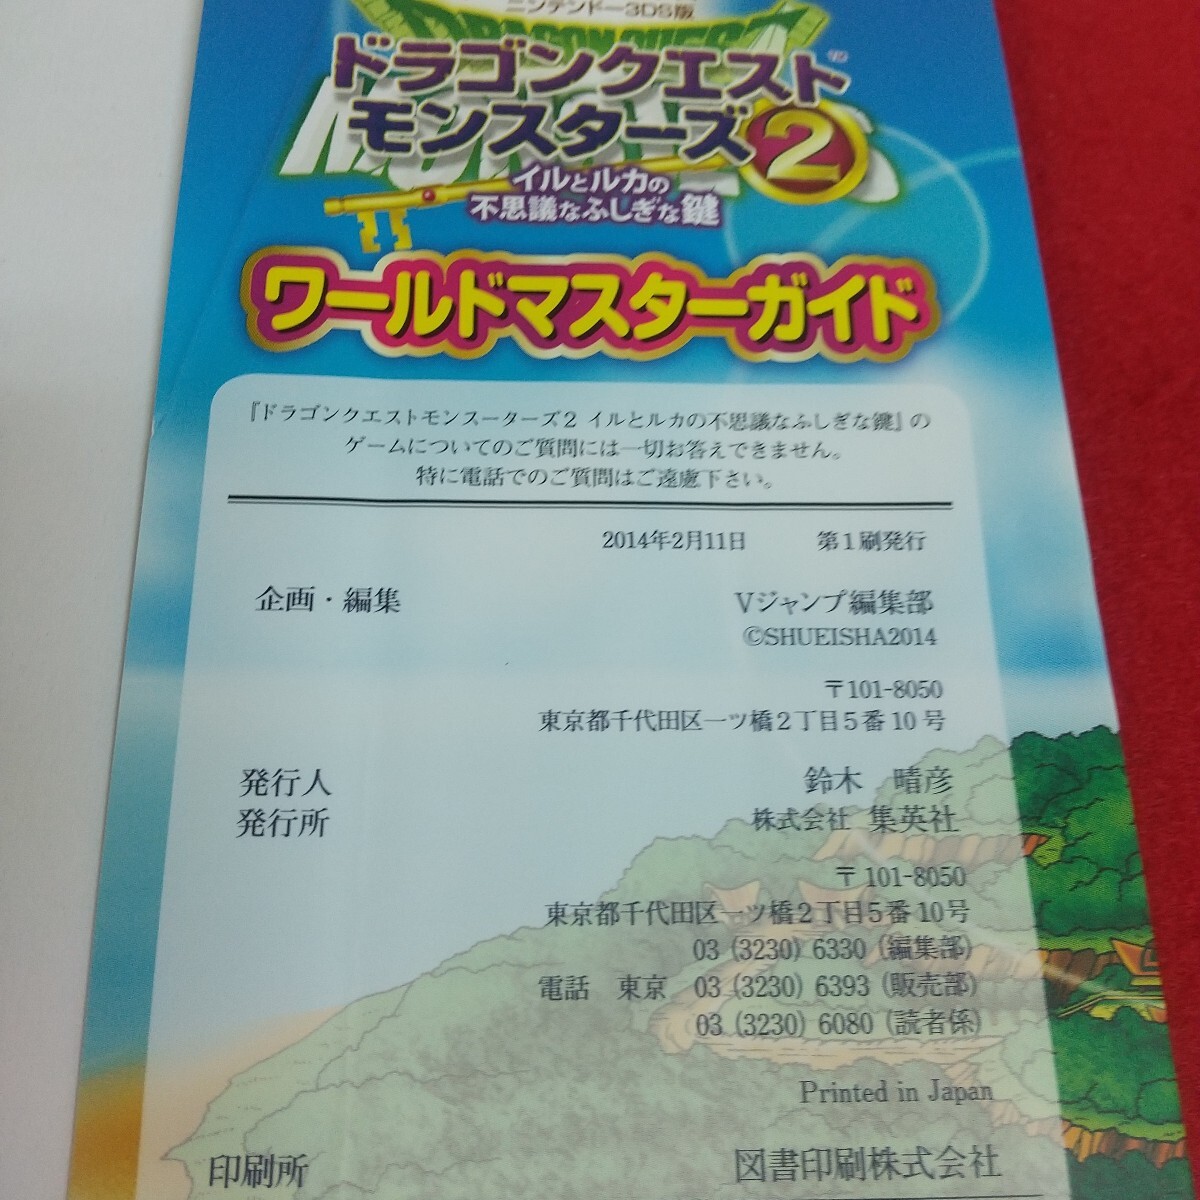 ニンテンドー3DS版
ドラゴンクエスト™
モンスターズ2
イルとルカの
不思議なふしぎな鍵
ワールドマスターガイド
『ドラゴンクエストモンスーターズ2 イルとルカの不思議なふしぎな鍵』の
ゲームについてのご質問には一切お答えできません。
特に電話でのご質問はご遠慮下さい。
2014年2月11日 第1刷発行
企画・編集 Vジャンプ編集部
©SHUEISHA2014
〒101-8050
東京都千代田区一ツ橋2丁目5番10号
発行人 鈴木 晴彦
発行所 株式会社 集英社
〒101-8050
東京都千代田区一ツ橋2丁目5番10号
03 (3230) 6330 (編集部)
電話 東京 03 (3230) 6393 (販売部)
03 (3230) 6080 (読者係)
Printed in Japan
印刷所 図書印刷株式会社